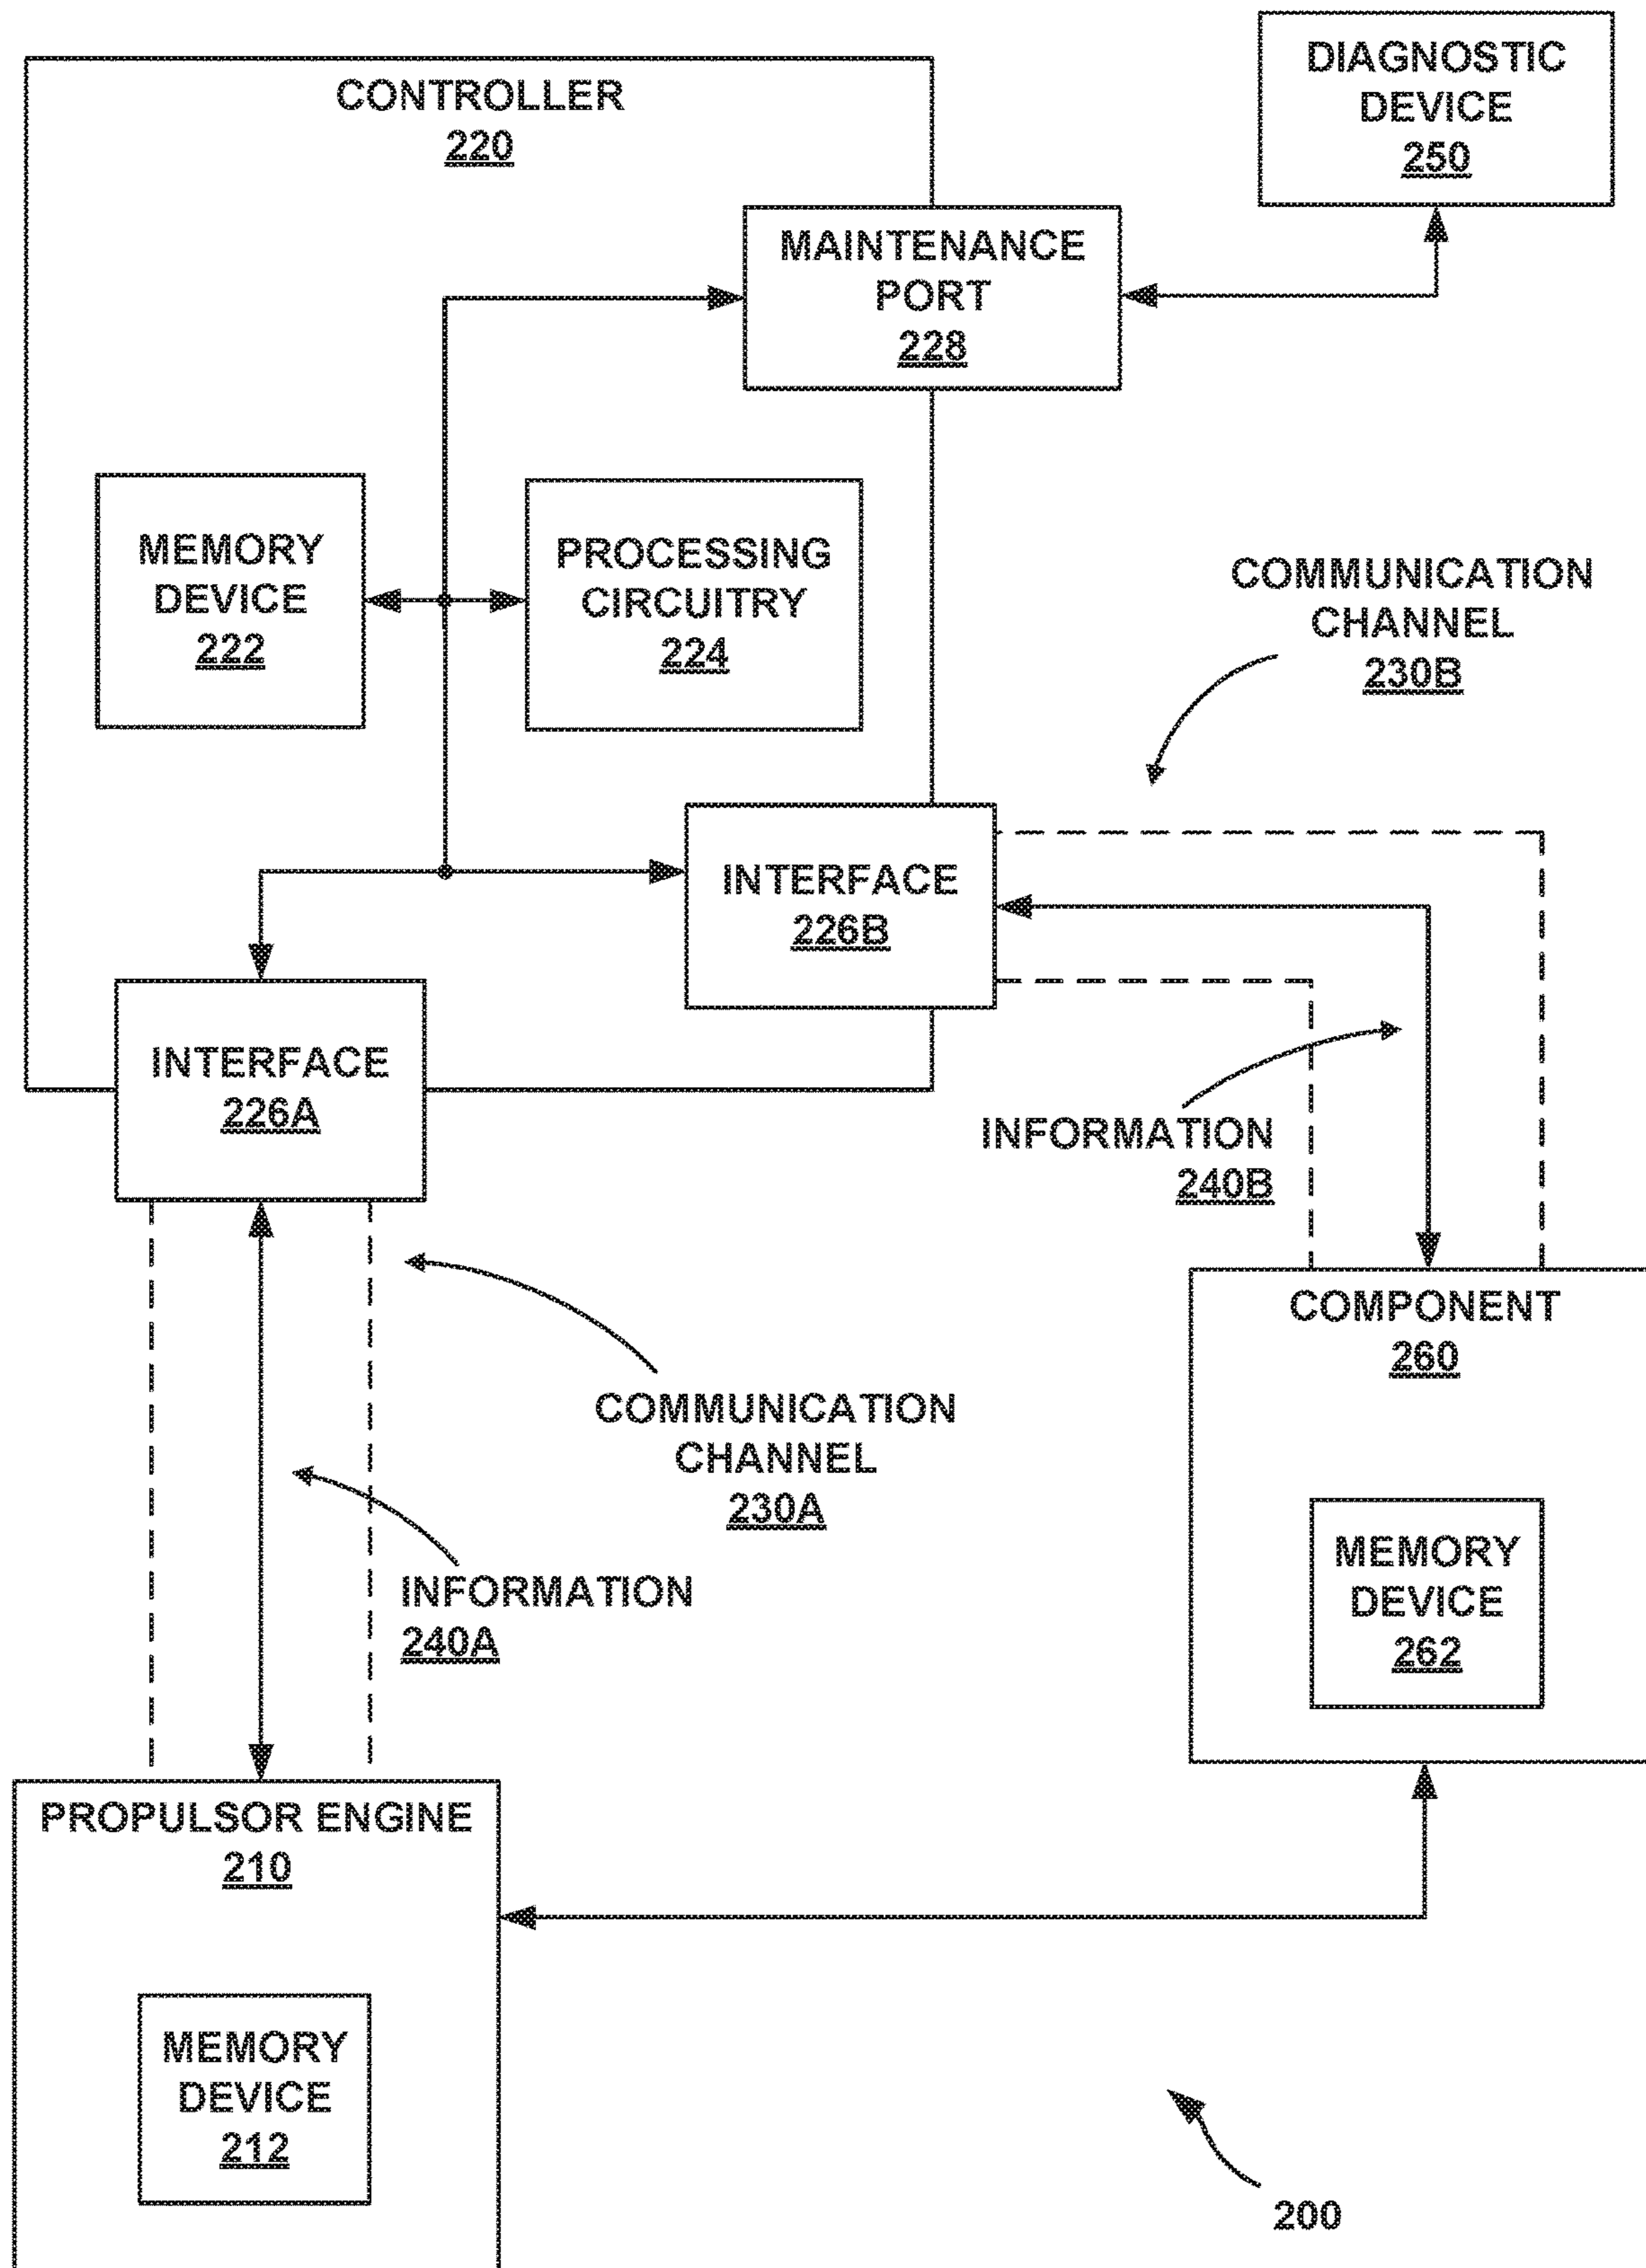 CONTROLLER
220
DIAGNOSTIC
DEVICE
250
MAINTENANCE
PORT
228
MEMORY
DEVICE
222
PROCESSING
CIRCUITRY
224
COMMUNICATION
CHANNEL
230B
INTERFACE
226B
INTERFACE
226A
INFORMATION
240B
COMPONENT
260
COMMUNICATION
CHANNEL
230A
INFORMATION
240A
MEMORY
DEVICE
262
PROPULSOR ENGINE
210
MEMORY
DEVICE
212
200